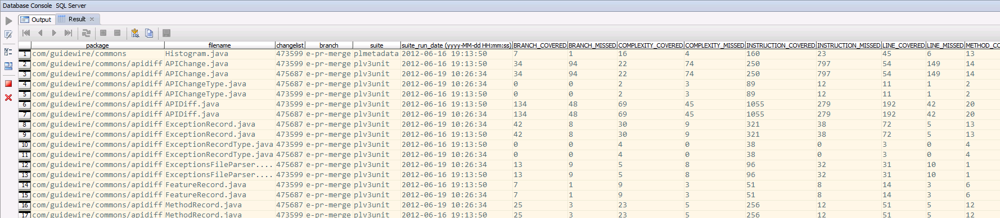 Database Console SQL Server
Output Result
SQL
package filename changelist branch suite suite_run_date (yyyy-MM-dd HH:mm:ss) BRANCH_COVERED BRANCH_MISSED COMPLEXITY_COVERED COMPLEXITY_MISSED INSTRUCTION_COVERED INSTRUCTION_MISSED LINE_COVERED LINE_MISSED METHOD_CO
1 com/guidewire/commons Histogram.java 473599 e-pr-merge plmetadata 2012-06-16 19:13:50 7 1 16 4 160 23 45 6 13
2 com/guidewire/commons/apidiff APIChange.java 473599 e-pr-merge plv3unit 2012-06-16 19:13:50 34 94 22 74 250 797 54 149 14
3 com/guidewire/commons/apidiff APIChange.java 475687 e-pr-merge plv3unit 2012-06-19 10:26:34 34 94 22 74 250 797 54 149 14
4 com/guidewire/commons/apidiff APIChangeType.java 475687 e-pr-merge plv3unit 2012-06-19 10:26:34 0 0 2 3 89 12 11 1 2
5 com/guidewire/commons/apidiff APIChangeType.java 473599 e-pr-merge plv3unit 2012-06-16 19:13:50 0 0 2 3 89 12 11 1 2
6 com/guidewire/commons/apidiff APIDiff.java 473599 e-pr-merge plv3unit 2012-06-16 19:13:50 134 48 69 45 1055 279 192 42 20
7 com/guidewire/commons/apidiff APIDiff.java 475687 e-pr-merge plv3unit 2012-06-19 10:26:34 134 48 69 45 1055 279 192 42 20
8 com/guidewire/commons/apidiff ExceptionRecord.java 475687 e-pr-merge plv3unit 2012-06-19 10:26:34 42 8 30 9 321 38 72 5 13
9 com/guidewire/commons/apidiff ExceptionRecord.java 473599 e-pr-merge plv3unit 2012-06-16 19:13:50 42 8 30 9 321 38 72 5 13
10 com/guidewire/commons/apidiff ExceptionRecordType.java 473599 e-pr-merge plv3unit 2012-06-16 19:13:50 0 0 4 0 38 0 3 0 4
11 com/guidewire/commons/apidiff ExceptionRecordType.java 475687 e-pr-merge plv3unit 2012-06-19 10:26:34 0 0 4 0 38 0 3 0 4
12 com/guidewire/commons/apidiff ExceptionsFileParser.... 475687 e-pr-merge plv3unit 2012-06-19 10:26:34 13 9 5 8 96 32 31 10 1
13 com/guidewire/commons/apidiff ExceptionsFileParser.... 473599 e-pr-merge plv3unit 2012-06-16 19:13:50 13 9 5 8 96 32 31 10 1
14 com/guidewire/commons/apidiff FeatureRecord.java 473599 e-pr-merge plv3unit 2012-06-16 19:13:50 7 1 9 3 51 8 14 3 6
15 com/guidewire/commons/apidiff FeatureRecord.java 475687 e-pr-merge plv3unit 2012-06-19 10:26:34 7 1 9 3 51 8 14 3 6
16 com/guidewire/commons/apidiff MethodRecord.java 475687 e-pr-merge plv3unit 2012-06-19 10:26:34 25 3 23 5 256 12 51 5 12
17 com/guidewire/commons/apidiff MethodRecord.java 473599 e-pr-merge plv3unit 2012-06-16 19:13:50 25 3 23 5 256 12 51 5 12